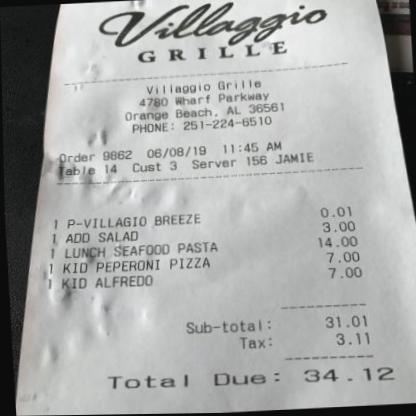 Villaggio
GRILLE
Villaggio Grille
4780 Wharf Parkway
Orange Beach, AL 36561
PHONE: 251-224-6510
Order 9862 06/08/19 11:45 AM
Table 14 Cust 3 Server 156 JAMIE
1 P-VILLAGIO BREEZE 0.01
1 ADD SALAD 3.00
1 LUNCH SEAFOOD PASTA 14.00
1 KID PEPERONI PIZZA 7.00
1 KID ALFREDO 7.00
Sub-total: 31.01
Tax: 3.11
Total Due: 34.12